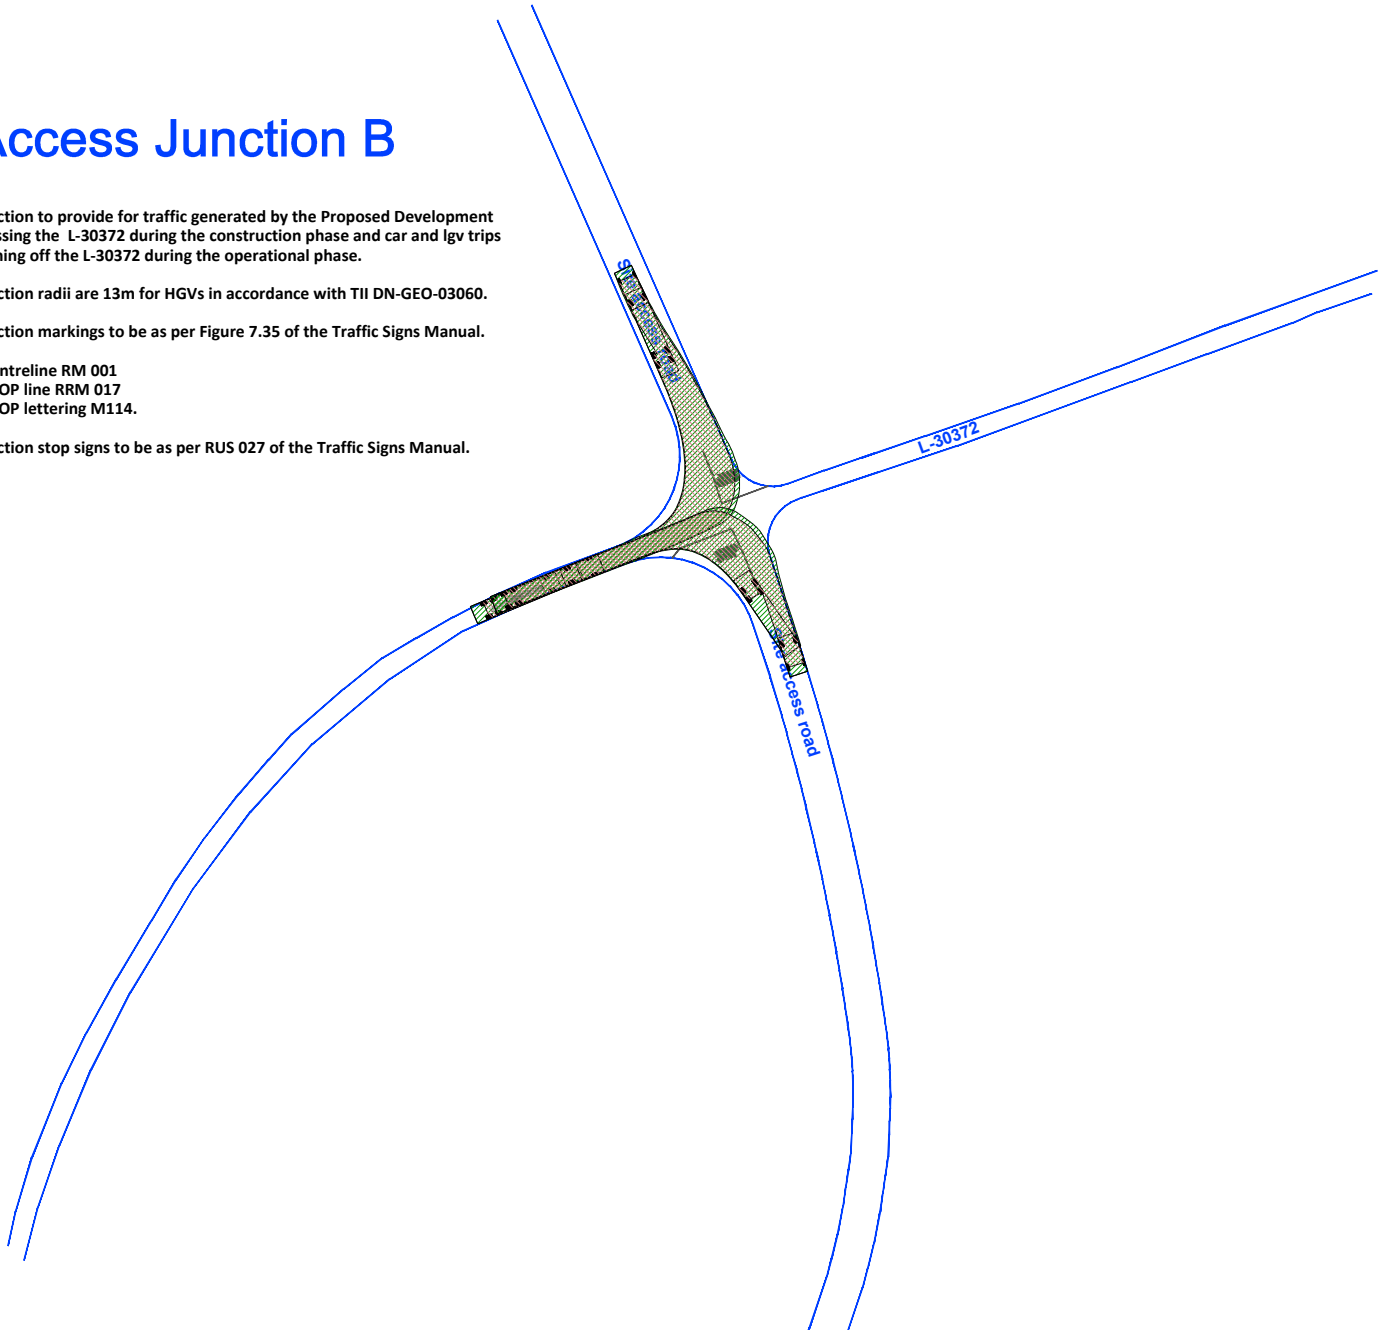 Access Junction B
ction to provide for traffic generated by the Proposed Development
ssing the L-30372 during the construction phase and car and lgv trips
ning off the L-30372 during the operational phase.
ction radii are 13m for HGVs in accordance with TII DN-GEO-03060.
ction markings to be as per Figure 7.35 of the Traffic Signs Manual.
ntreline RM 001
OP line RRM 017
OP lettering M114.
ction stop signs to be as per RUS 027 of the Traffic Signs Manual.
Site access road
L-30372
Site access road